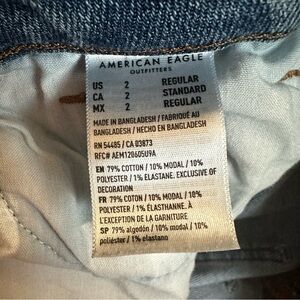 AMERICAN EAGLE
OUTFITTERS
US 2 REGULAR
CA 2 STANDARD
MX 2 REGULAR
MADE IN BANGLADESH / FABRIQUÉ AU
BANGLADESH / HECHO EN BANGLADESH
RN 54485 / CA 03873
RFC# AEM120605U9A
EN 79% COTTON / 10% MODAL / 10%
POLYESTER / 1% ELASTANE. EXCLUSIVE OF
DECORATION
FR 79% COTON / 10% MODAL / 10%
POLYESTER / 1% ÉLASTHANNE. À
L'EXCEPTION DE LA GARNITURE
SP 79% algodón / 10% modal / 10%
poliéster / 1% elastano